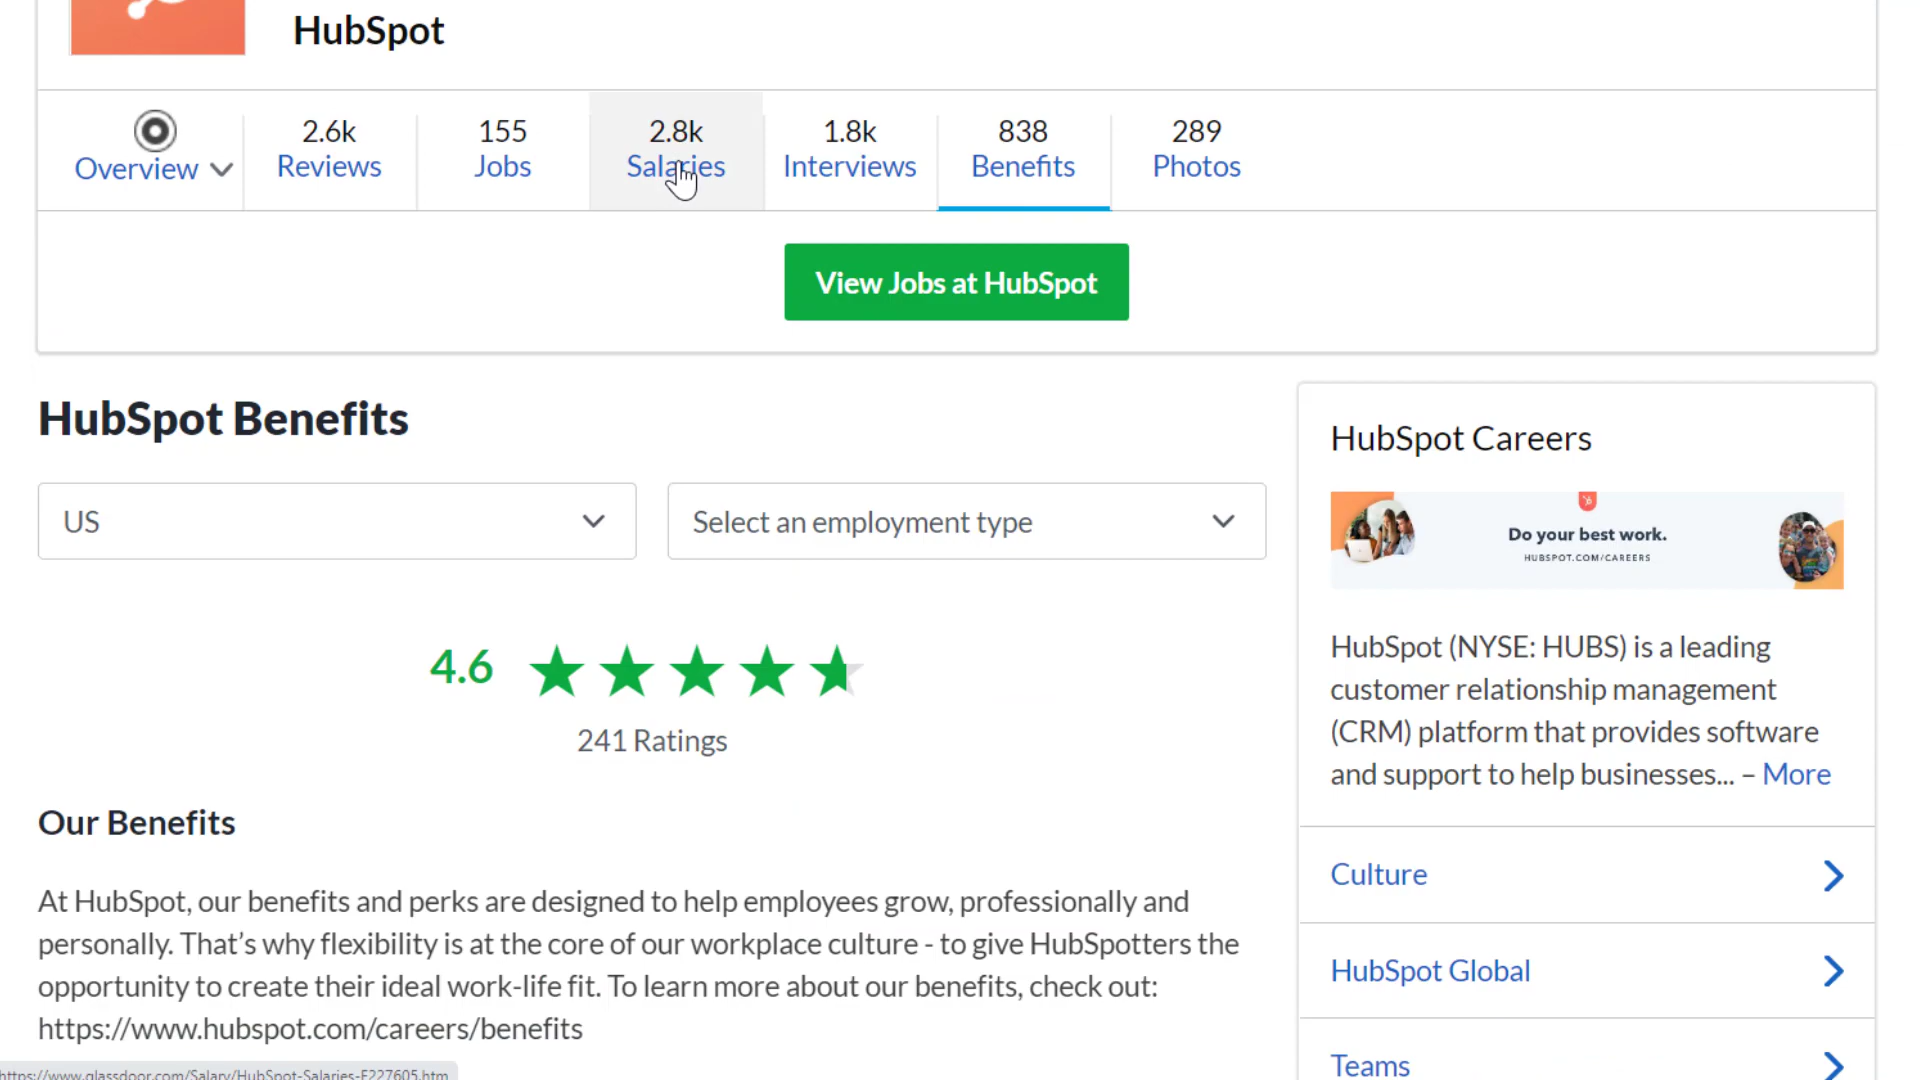 HubSpot
Overview
2.6k
Reviews
155
Jobs
2.8k
Salaries
1.8k
Interviews
838
Benefits
289
Photos
View Jobs at HubSpot
HubSpot Benefits
US
Select an employment type
4.6
241 Ratings
Our Benefits
At HubSpot, our benefits and perks are designed to help employees grow, professionally and
personally. That’s why flexibility is at the core of our workplace culture - to give HubSpotters the
opportunity to create their ideal work-life fit. To learn more about our benefits, check out:
https://www.hubspot.com/careers/benefits
HubSpot Careers
Do your best work.
HUBSPOT.COM/CAREERS
HubSpot (NYSE: HUBS) is a leading
customer relationship management
(CRM) platform that provides software
and support to help businesses... – More
Culture
HubSpot Global
Teams
https://www.glassdoor.com/Salary/HubSpot-Salaries-E227605.htm